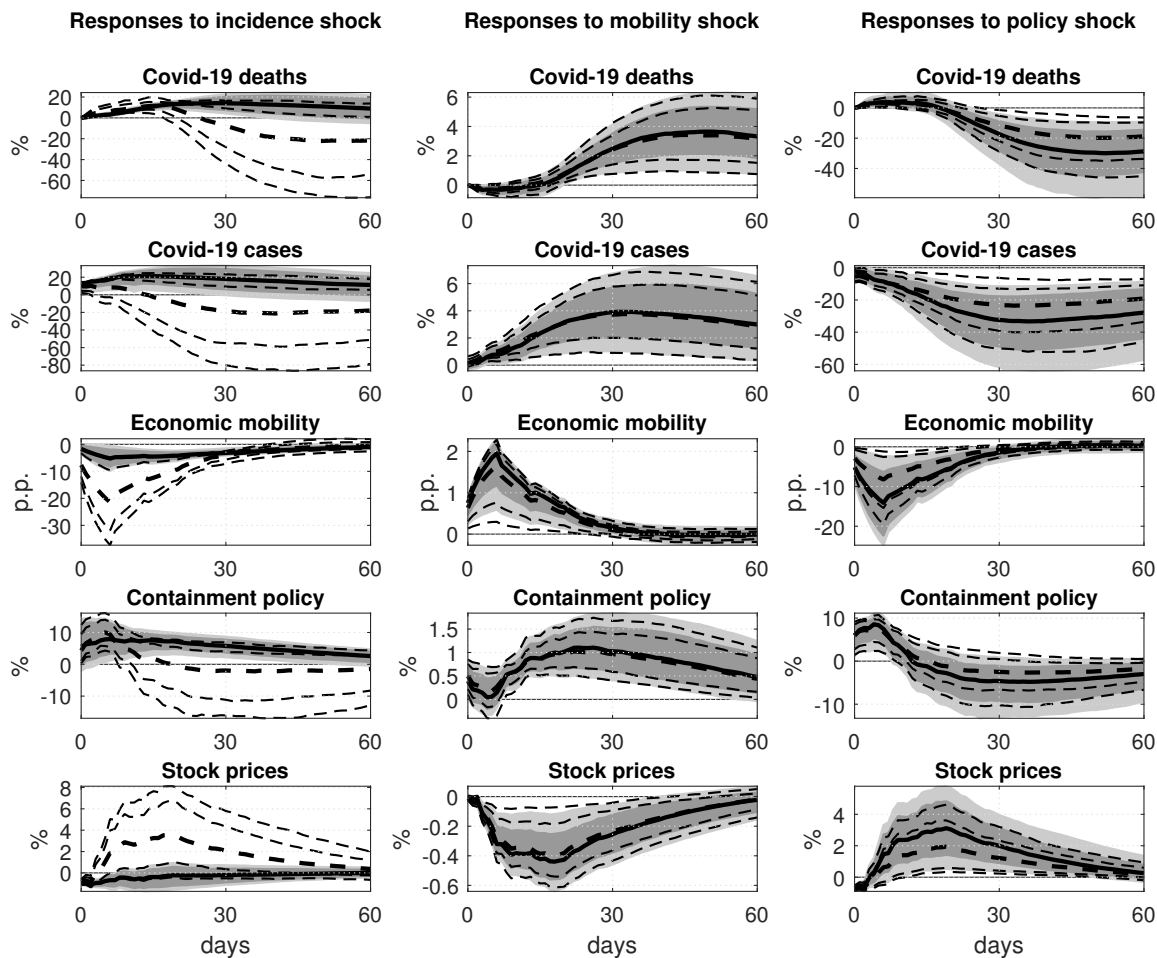 Responses to incidence shock Responses to mobility shock Responses to policy shock
Covid-19 deaths Covid-19 deaths Covid-19 deaths
20
0
-20
-40
-60
%
0 30 60
6
4
2
0
%
0 30 60
0
-20
-40
%
0 30 60
Covid-19 cases Covid-19 cases Covid-19 cases
20
0
-20
-40
-60
-80
%
0 30 60
6
4
2
0
%
0 30 60
0
-20
-40
-60
%
0 30 60
Economic mobility Economic mobility Economic mobility
0
-10
-20
-30
p.p.
0 30 60
2
1
0
p.p.
0 30 60
0
-10
-20
p.p.
0 30 60
Containment policy Containment policy Containment policy
10
0
-10
%
0 30 60
1.5
1
0.5
0
%
0 30 60
10
0
-10
%
0 30 60
Stock prices Stock prices Stock prices
8
6
4
2
0
%
0 30 60
days
0
-0.2
-0.4
-0.6
%
0 30 60
days
4
2
0
%
0 30 60
days